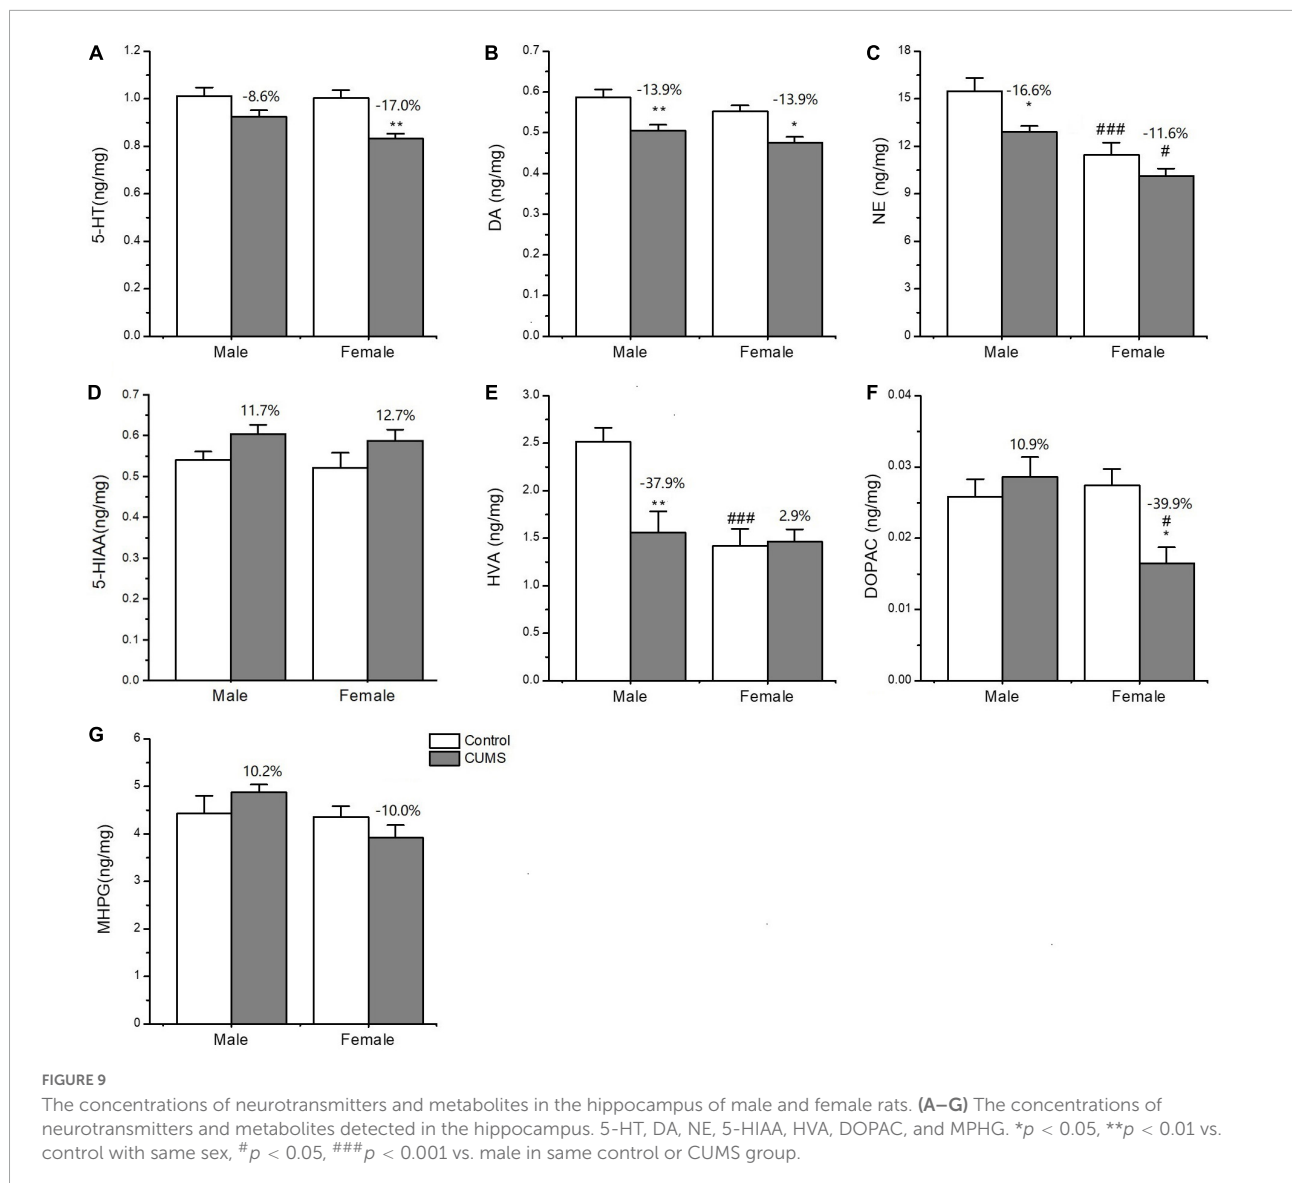 A
1.2
1.0
0.8
0.6
0.4
0.2
0.0
5-HT(ng/mg)
-8.6%
-17.0%
**
Male Female
B
0.7
0.6
0.5
0.4
0.3
0.2
0.1
0.0
DA (ng/mg)
-13.9%
**
-13.9%
*
Male Female
C
18
15
12
9
6
3
0
NE (ng/mg)
-16.6%
*
###
-11.6%
#
Male Female
D
0.7
0.6
0.5
0.4
0.3
0.2
0.1
0.0
5-HIAA(ng/mg)
11.7%
12.7%
Male Female
E
3.0
2.5
2.0
1.5
1.0
0.5
0.0
HVA (ng/mg)
-37.9%
**
###
2.9%
Male Female
F
0.04
0.03
0.02
0.01
0.00
DOPAC (ng/mg)
10.9%
-39.9%
#
*
Male Female
G
6
5
4
3
2
1
0
MHPG(ng/mg)
10.2%
-10.0%
Male Female
Control
CUMS
FIGURE 9
The concentrations of neurotransmitters and metabolites in the hippocampus of male and female rats. (A–G) The concentrations of
neurotransmitters and metabolites detected in the hippocampus. 5-HT, DA, NE, 5-HIAA, HVA, DOPAC, and MPHG. *p < 0.05, **p < 0.01 vs.
control with same sex, #p < 0.05, ###p < 0.001 vs. male in same control or CUMS group.